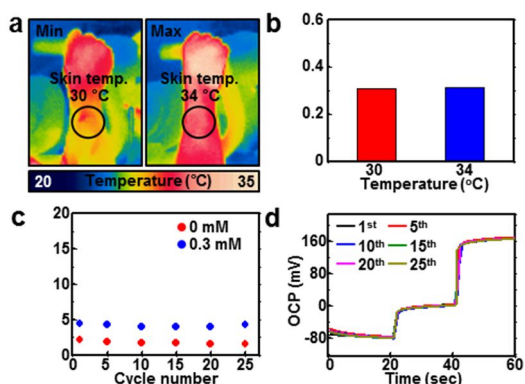 a
Min
Max
Skin temp.
30 °C
Skin temp.
34 °C
20 Temperature (°C) 35
b
0.6
0.4
0.2
0
30 34
Temperature (°C)
c
20
15
10
5
0
0 mM
0.3 mM
0 5 10 15 20 25
Cycle number
d
OCP (mV)
160
80
0
-80
1st 5th
10th 15th
20th 25th
0 20 40 60
Time (sec)